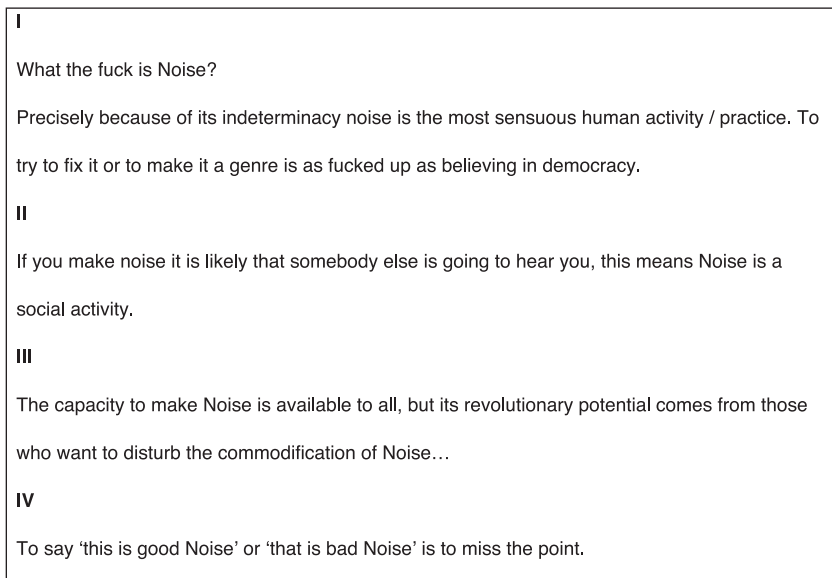 I
What the fuck is Noise?
Precisely because of its indeterminacy noise is the most sensuous human activity / practice. To
try to fix it or to make it a genre is as fucked up as believing in democracy.
II
If you make noise it is likely that somebody else is going to hear you, this means Noise is a
social activity.
III
The capacity to make Noise is available to all, but its revolutionary potential comes from those
who want to disturb the commodification of Noise…
IV
To say ‘this is good Noise’ or ‘that is bad Noise’ is to miss the point.